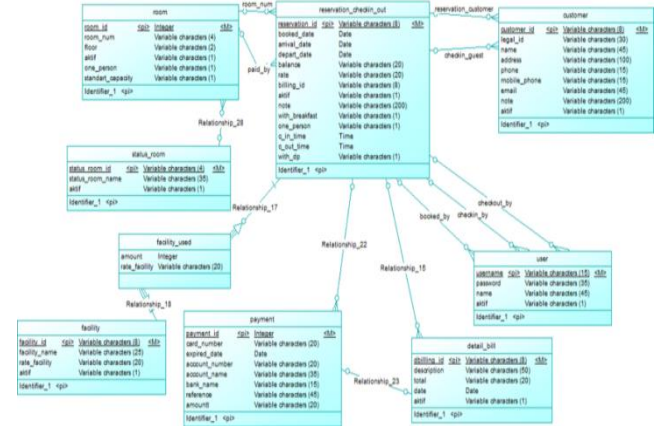 room
room_id <pi> Integer <M>
room_num Variable characters (4)
floor Variable characters (2)
aktif Variable characters (1)
one_person Variable characters (1)
standart_capacity Variable characters (1)
Identifier_1 <pi>
room_num
paid_by
reservation_checkin_out
reservation_id <pi> Variable characters (8) <M>
booked_date Date
arrival_date Date
depart_date Date
balance Variable characters (20)
rate Variable characters (20)
billing_id Variable characters (8)
aktif Variable characters (1)
note Variable characters (200)
with_breakfast Variable characters (1)
one_person Variable characters (1)
c_in_time Time
c_out_time Time
with_dp Variable characters (1)
Identifier_1 <pi>
reservation_customer
checkin_guest
customer
customer_id <pi> Variable characters (8) <M>
legal_id Variable characters (30)
name Variable characters (45)
address Variable characters (100)
phone Variable characters (15)
mobile_phone Variable characters (15)
email Variable characters (45)
note Variable characters (200)
aktif Variable characters (1)
Identifier_1 <pi>
Relationship_28
status_room
status_room_id <pi> Variable characters (4) <M>
status_room_name Variable characters (35)
aktif Variable characters (1)
Identifier_1 <pi>
Relationship_17
facility_used
amount Integer
rate_facility Variable characters (20)
Relationship_18
facility
facility_id <pi> Variable characters (8) <M>
facility_name Variable characters (25)
rate_facility Variable characters (20)
aktif Variable characters (1)
Identifier_1 <pi>
Relationship_22
Relationship_15
booked_by
checkin_by
checkout_by
user
username <pi> Variable characters (15) <M>
password Variable characters (35)
name Variable characters (45)
aktif Variable characters (1)
Identifier_1 <pi>
payment
payment_id <pi> Integer <M>
card_number Variable characters (20)
expired_date Date
account_number Variable characters (20)
account_name Variable characters (35)
bank_name Variable characters (15)
reference Variable characters (45)
amountt Variable characters (20)
Identifier_1 <pi>
Relationship_23
detail_bill
dbilling_id <pi> Variable characters (8) <M>
description Variable characters (50)
total Variable characters (20)
date Date
aktif Variable characters (1)
Identifier_1 <pi>